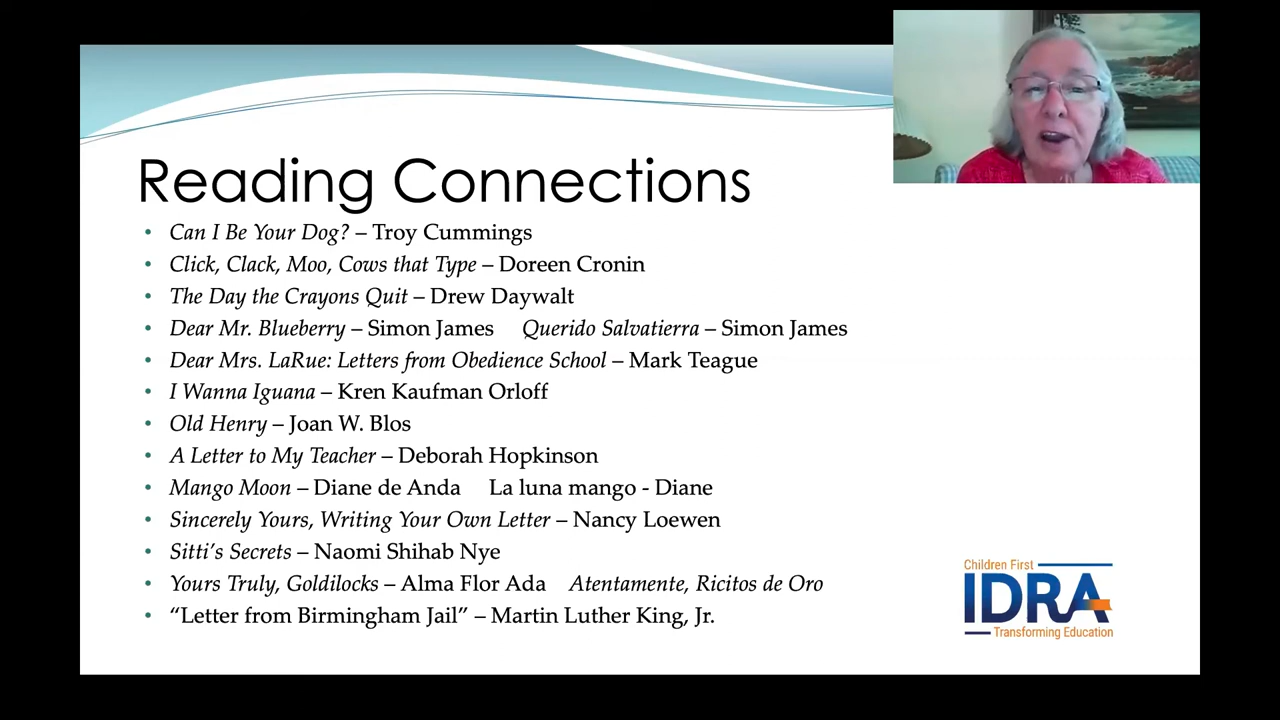 Reading Connections
• Can I Be Your Dog? – Troy Cummings
• Click, Clack, Moo, Cows that Type – Doreen Cronin
• The Day the Crayons Quit – Drew Daywalt
• Dear Mr. Blueberry – Simon James Querido Salvatierra – Simon James
• Dear Mrs. LaRue: Letters from Obedience School – Mark Teague
• I Wanna Iguana – Kren Kaufman Orloff
• Old Henry – Joan W. Blos
• A Letter to My Teacher – Deborah Hopkinson
• Mango Moon – Diane de Anda La luna mango - Diane
• Sincerely Yours, Writing Your Own Letter – Nancy Loewen
• Sitti’s Secrets – Naomi Shihab Nye
• Yours Truly, Goldilocks – Alma Flor Ada Atentamente, Ricitos de Oro
• “Letter from Birmingham Jail” – Martin Luther King, Jr.
Children First
IDRA
Transforming Education